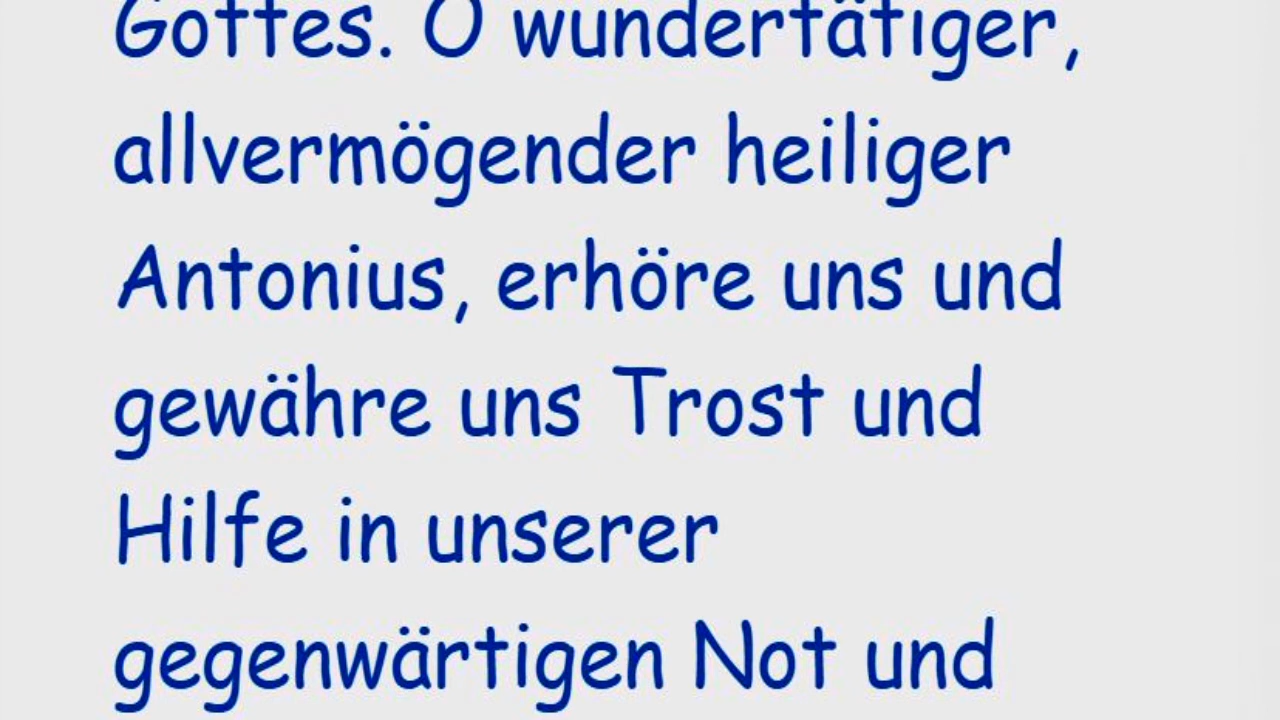 Gottes. O wundertätiger,
allvermögender heiliger
Antonius, erhöre uns und
gewähre uns Trost und
Hilfe in unserer
gegenwärtigen Not und